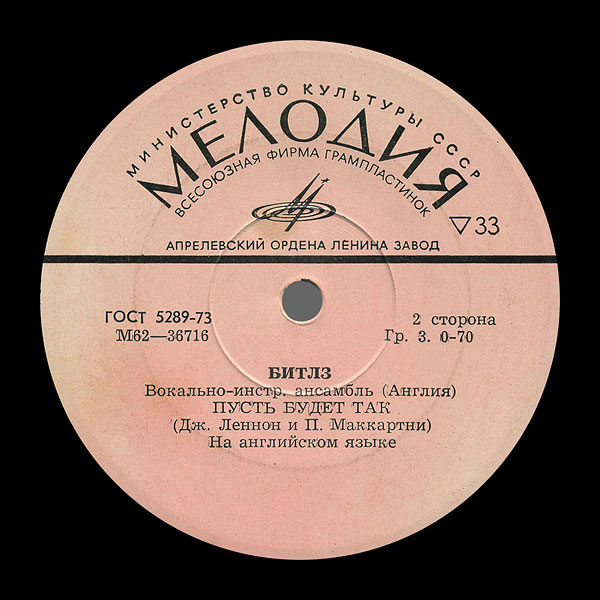 МИНИСТЕРСТВО КУЛЬТУРЫ СССР
МЕЛОДИЯ
ВСЕСОЮЗНАЯ ФИРМА ГРАМПЛАСТИНОК
▽33
АПРЕЛЕВСКИЙ ОРДЕНА ЛЕНИНА ЗАВОД
ГОСТ 5289-73
2 сторона
М62—36716
Гр. 3. 0-70
БИТЛЗ
Вокально-инстр. ансамбль (Англия)
ПУСТЬ БУДЕТ ТАК
(Дж. Леннон и П. Маккартни)
На английском языке